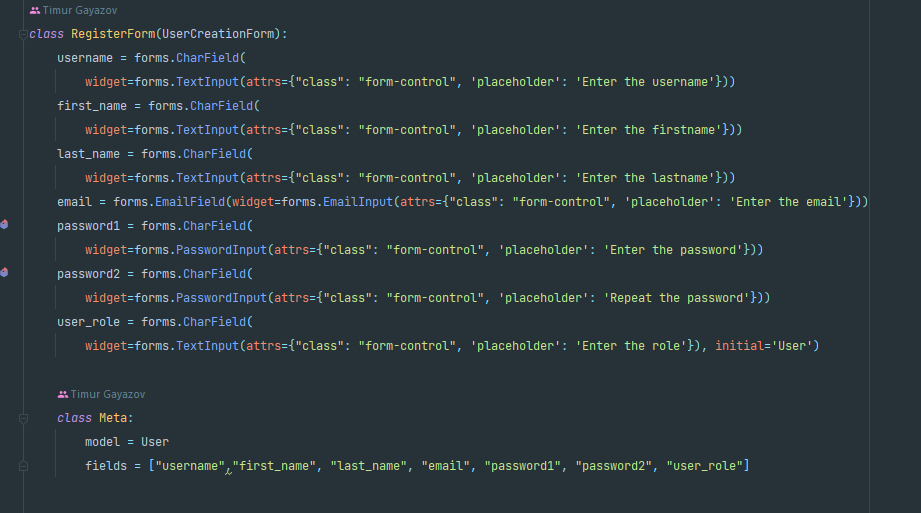 Timur Gayazov
class RegisterForm(UserCreationForm):
    username = forms.CharField(
        widget=forms.TextInput(attrs={"class": "form-control", 'placeholder': 'Enter the username'}))
    first_name = forms.CharField(
        widget=forms.TextInput(attrs={"class": "form-control", 'placeholder': 'Enter the firstname'}))
    last_name = forms.CharField(
        widget=forms.TextInput(attrs={"class": "form-control", 'placeholder': 'Enter the lastname'}))
    email = forms.EmailField(widget=forms.EmailInput(attrs={"class": "form-control", 'placeholder': 'Enter the email'}))
    password1 = forms.CharField(
        widget=forms.PasswordInput(attrs={"class": "form-control", 'placeholder': 'Enter the password'}))
    password2 = forms.CharField(
        widget=forms.PasswordInput(attrs={"class": "form-control", 'placeholder': 'Repeat the password'}))
    user_role = forms.CharField(
        widget=forms.TextInput(attrs={"class": "form-control", 'placeholder': 'Enter the role'}), initial='User')
    Timur Gayazov
    class Meta:
        model = User
        fields = ["username","first_name", "last_name", "email", "password1", "password2", "user_role"]